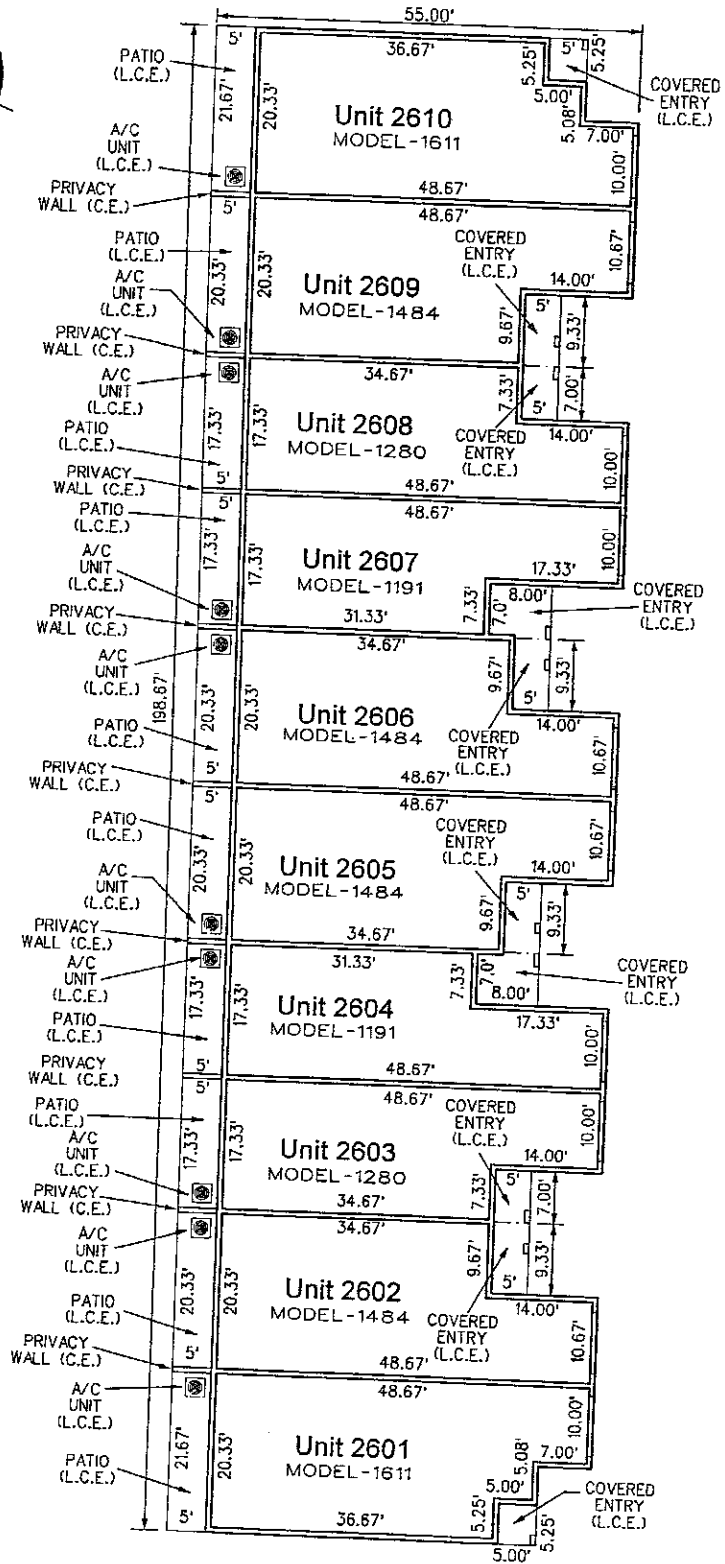 55.00'
5'
36.67'
5.25'
5'
5.25'
PATIO
(L.C.E.)
21.67'
20.33'
5.00'
COVERED
ENTRY
(L.C.E.)
Unit 2610
MODEL-1611
5.08'
7.00'
A/C
UNIT
(L.C.E.)
10.00'
48.67'
PRIVACY
WALL (C.E.)
5'
48.67'
PATIO
(L.C.E.)
COVERED
ENTRY
(L.C.E.)
10.67'
20.33'
20.33'
Unit 2609
MODEL-1484
14.00'
5'
A/C
UNIT
(L.C.E.)
9.67'
9.33'
PRIVACY
WALL (C.E.)
A/C
UNIT
(L.C.E.)
34.67'
7.33'
7.00'
5'
17.33'
17.33'
Unit 2608
MODEL-1280
COVERED
ENTRY
(L.C.E.)
14.00'
PATIO
(L.C.E.)
5'
10.00'
48.67'
PRIVACY
WALL (C.E.)
5'
48.67'
PATIO
(L.C.E.)
17.33'
17.33'
Unit 2607
MODEL-1191
10.00'
17.33'
A/C
UNIT
(L.C.E.)
8.00'
7.33'
7.0'
COVERED
ENTRY
(L.C.E.)
31.33'
PRIVACY
WALL (C.E.)
34.67'
A/C
UNIT
(L.C.E.)
198.67'
20.33'
20.33'
9.67'
9.33'
5'
Unit 2606
MODEL-1484
14.00'
COVERED
ENTRY
(L.C.E.)
PATIO
(L.C.E.)
10.67'
5'
48.67'
PRIVACY
WALL (C.E.)
5'
48.67'
PATIO
(L.C.E.)
COVERED
ENTRY
(L.C.E.)
10.67'
20.33'
20.33'
Unit 2605
MODEL-1484
14.00'
5'
A/C
UNIT
(L.C.E.)
9.67'
9.33'
34.67'
PRIVACY
WALL (C.E.)
31.33'
A/C
UNIT
(L.C.E.)
7.33'
7.0'
8.00'
COVERED
ENTRY
(L.C.E.)
17.33'
17.33'
Unit 2604
MODEL-1191
17.33'
PATIO
(L.C.E.)
10.00'
5'
48.67'
PRIVACY
WALL (C.E.)
5'
48.67'
PATIO
(L.C.E.)
COVERED
ENTRY
(L.C.E.)
10.00'
17.33'
17.33'
Unit 2603
MODEL-1280
14.00'
5'
A/C
UNIT
(L.C.E.)
7.33'
7.00'
34.67'
PRIVACY
WALL (C.E.)
34.67'
A/C
UNIT
(L.C.E.)
9.67'
9.33'
5'
20.33'
20.33'
Unit 2602
MODEL-1484
14.00'
COVERED
ENTRY
(L.C.E.)
PATIO
(L.C.E.)
10.67'
5'
48.67'
PRIVACY
WALL (C.E.)
48.67'
A/C
UNIT
(L.C.E.)
10.00'
21.67'
20.33'
Unit 2601
MODEL-1611
5.08'
7.00'
PATIO
(L.C.E.)
5.00'
COVERED
ENTRY
(L.C.E.)
5'
36.67'
5.25'
5.25'
5.00'